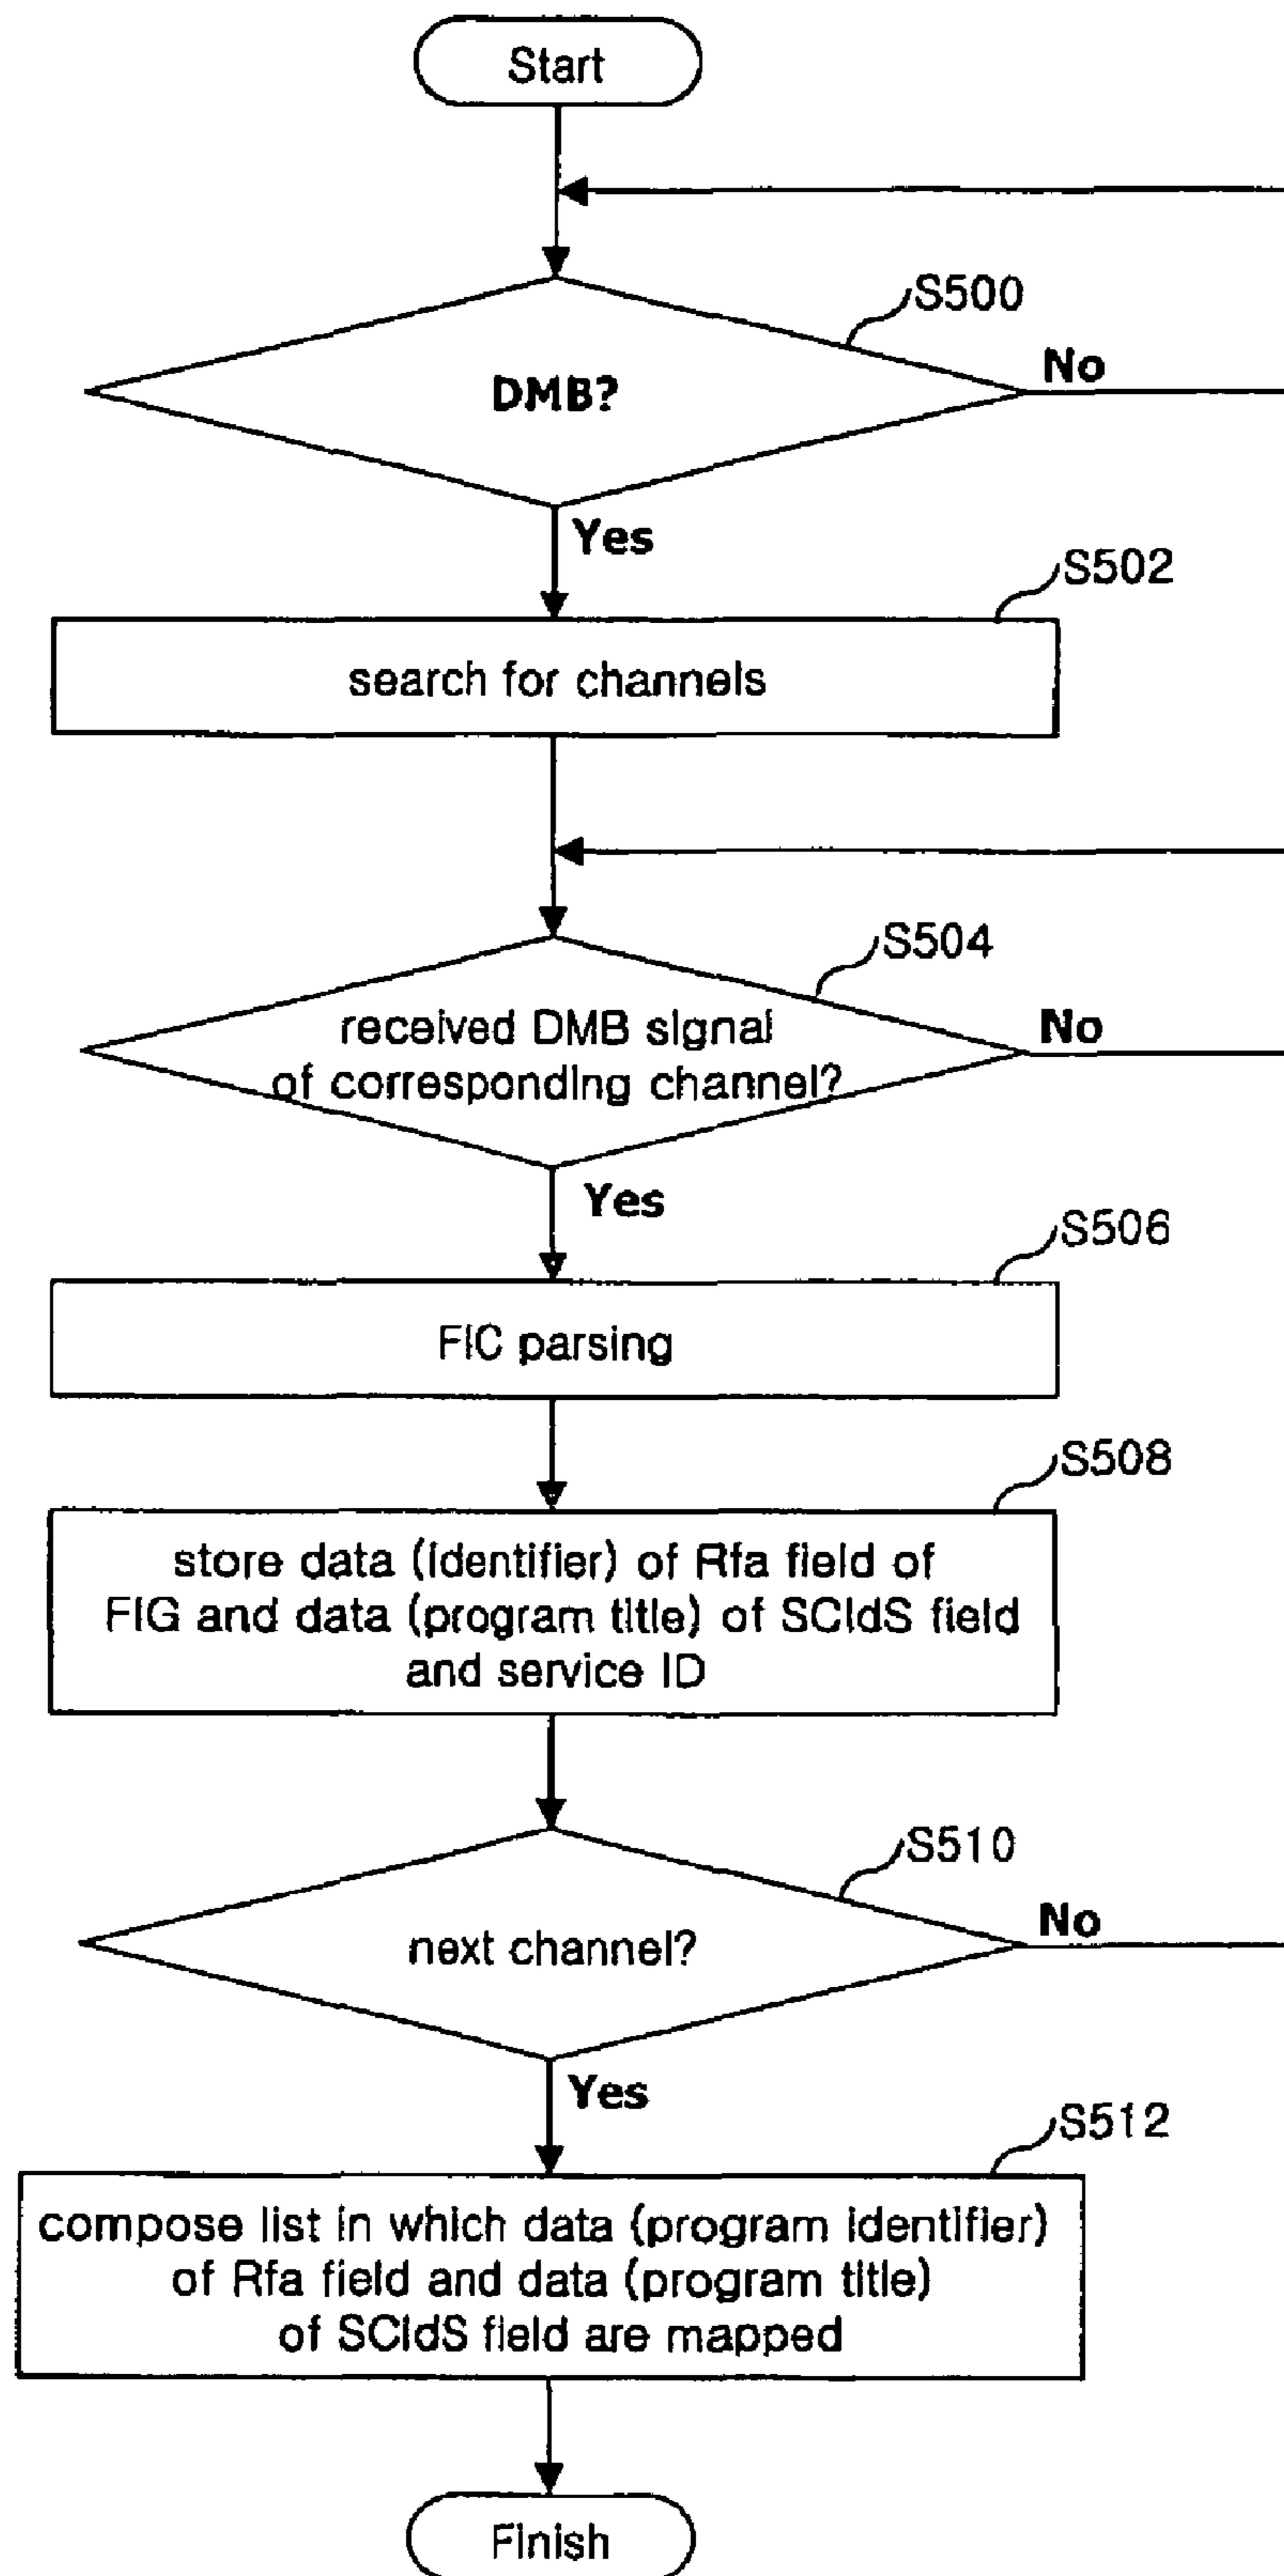 Start
S500
DMB?
No
Yes
S502
search for channels
S504
received DMB signal
of corresponding channel?
No
Yes
S506
FIC parsing
S508
store data (identifier) of Rfa field of
FIG and data (program title) of SCIdS field
and service ID
S510
next channel?
No
Yes
S512
compose list in which data (program identifier)
of Rfa field and data (program title)
of SCIdS field are mapped
Finish